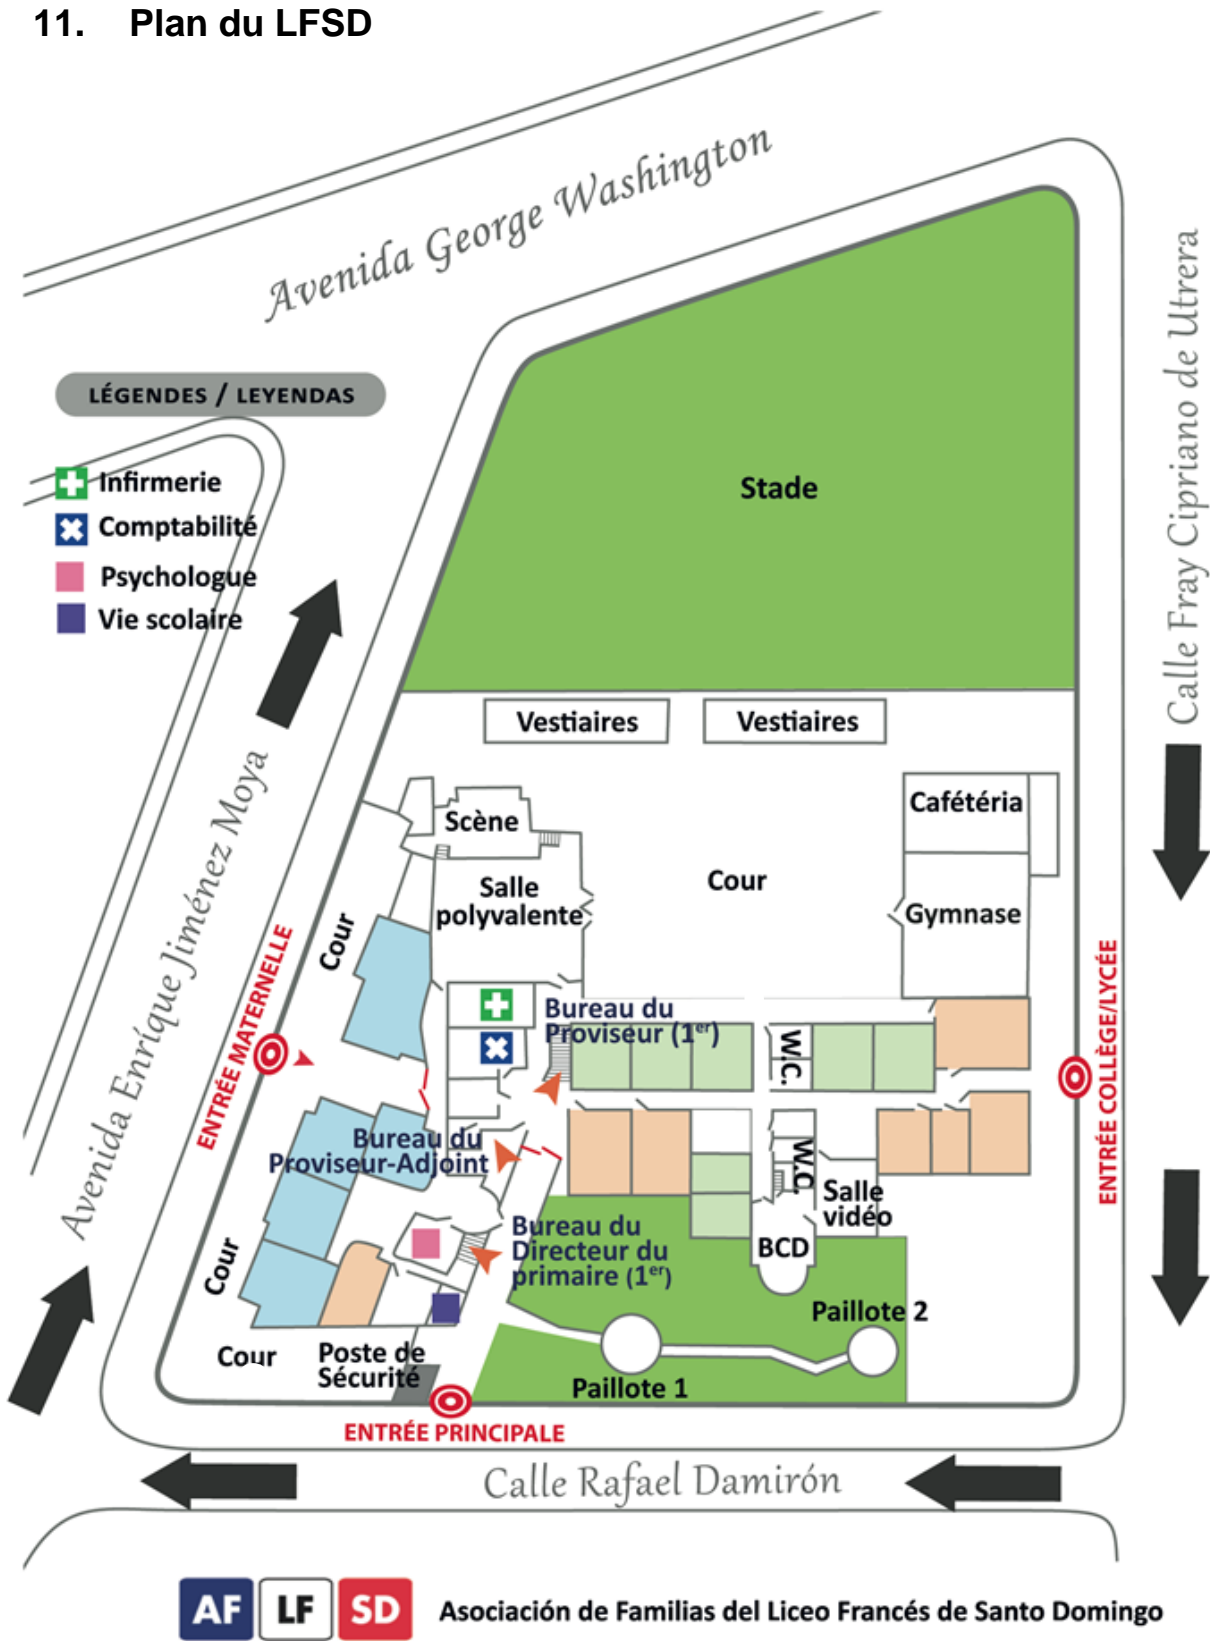 11. Plan du LFSD
Avenida George Washington
Calle Fray Cipriano de Utrera
LÉGENDES / LEYENDAS
Infirmerie
Comptabilité
Psychologue
Vie scolaire
Stade
Vestiaires
Vestiaires
Avenida Enríque Jiménez Moya
Scène
Cafétéria
Salle
polyvalente
Cour
Gymnase
Cour
ENTRÉE MATERNELLE
ENTRÉE COLLÈGE/LYCÉE
Bureau du
Proviseur (1er)
W.C.
Bureau du
Proviseur-Adjoint
W.C.
Salle
vidéo
Bureau du
Directeur du
primaire (1er)
BCD
Cour
Paillote 2
Cour
Poste de
Sécurité
Paillote 1
ENTRÉE PRINCIPALE
Calle Rafael Damirón
AF LF SD
Asociación de Familias del Liceo Francés de Santo Domingo